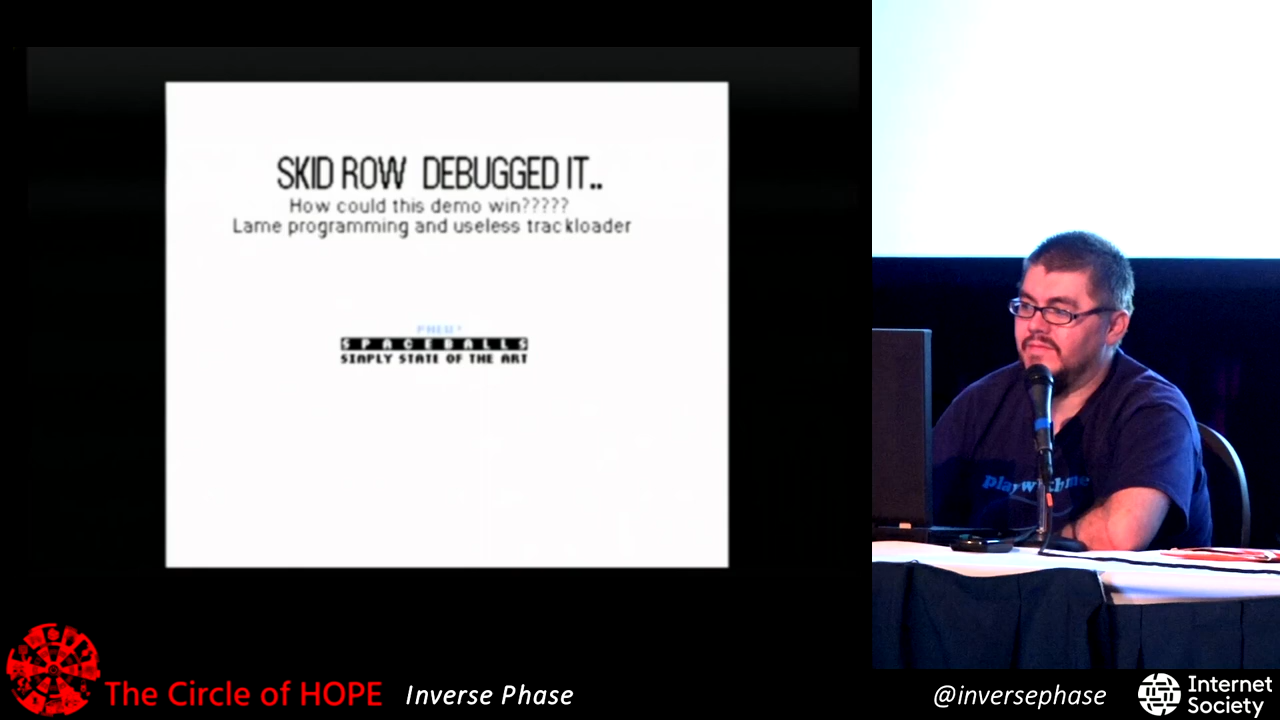 SKID ROW DEBUGGED IT..
How could this demo win?????
Lame programming and useless trackloader
PHEW!
SPACEBALLS
SIMPLY STATE OF THE ART
The Circle of HOPE
Inverse Phase
@inversephase
Internet
Society